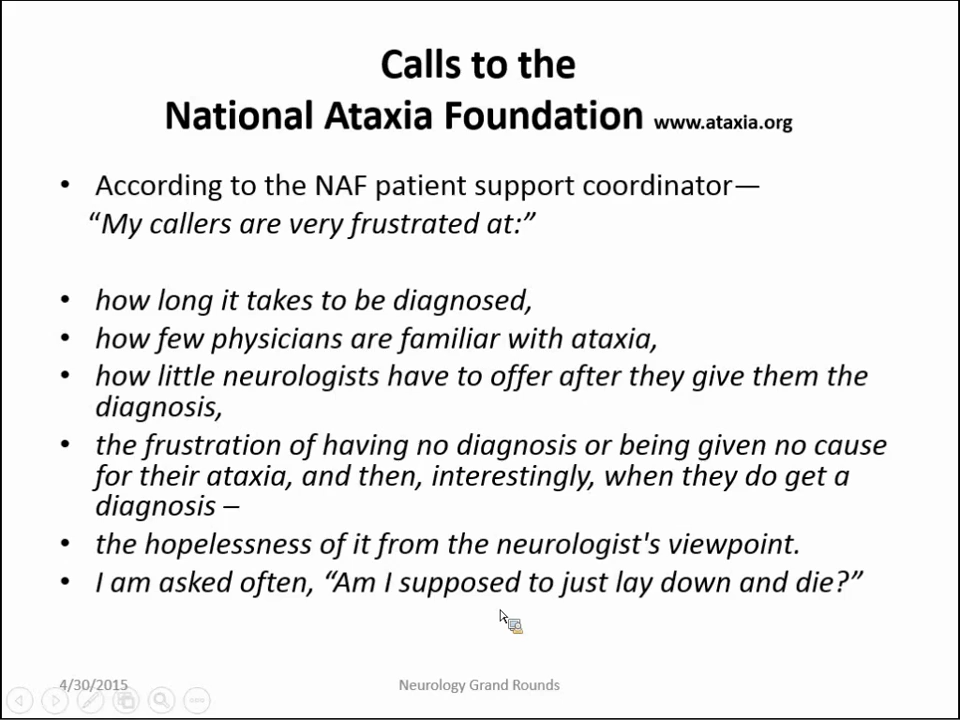 Calls to the
National Ataxia Foundation www.ataxia.org
• According to the NAF patient support coordinator—
“My callers are very frustrated at:”
• how long it takes to be diagnosed,
• how few physicians are familiar with ataxia,
• how little neurologists have to offer after they give them the
diagnosis,
• the frustration of having no diagnosis or being given no cause
for their ataxia, and then, interestingly, when they do get a
diagnosis –
• the hopelessness of it from the neurologist's viewpoint.
• I am asked often, “Am I supposed to just lay down and die?”
4/30/2015
Neurology Grand Rounds